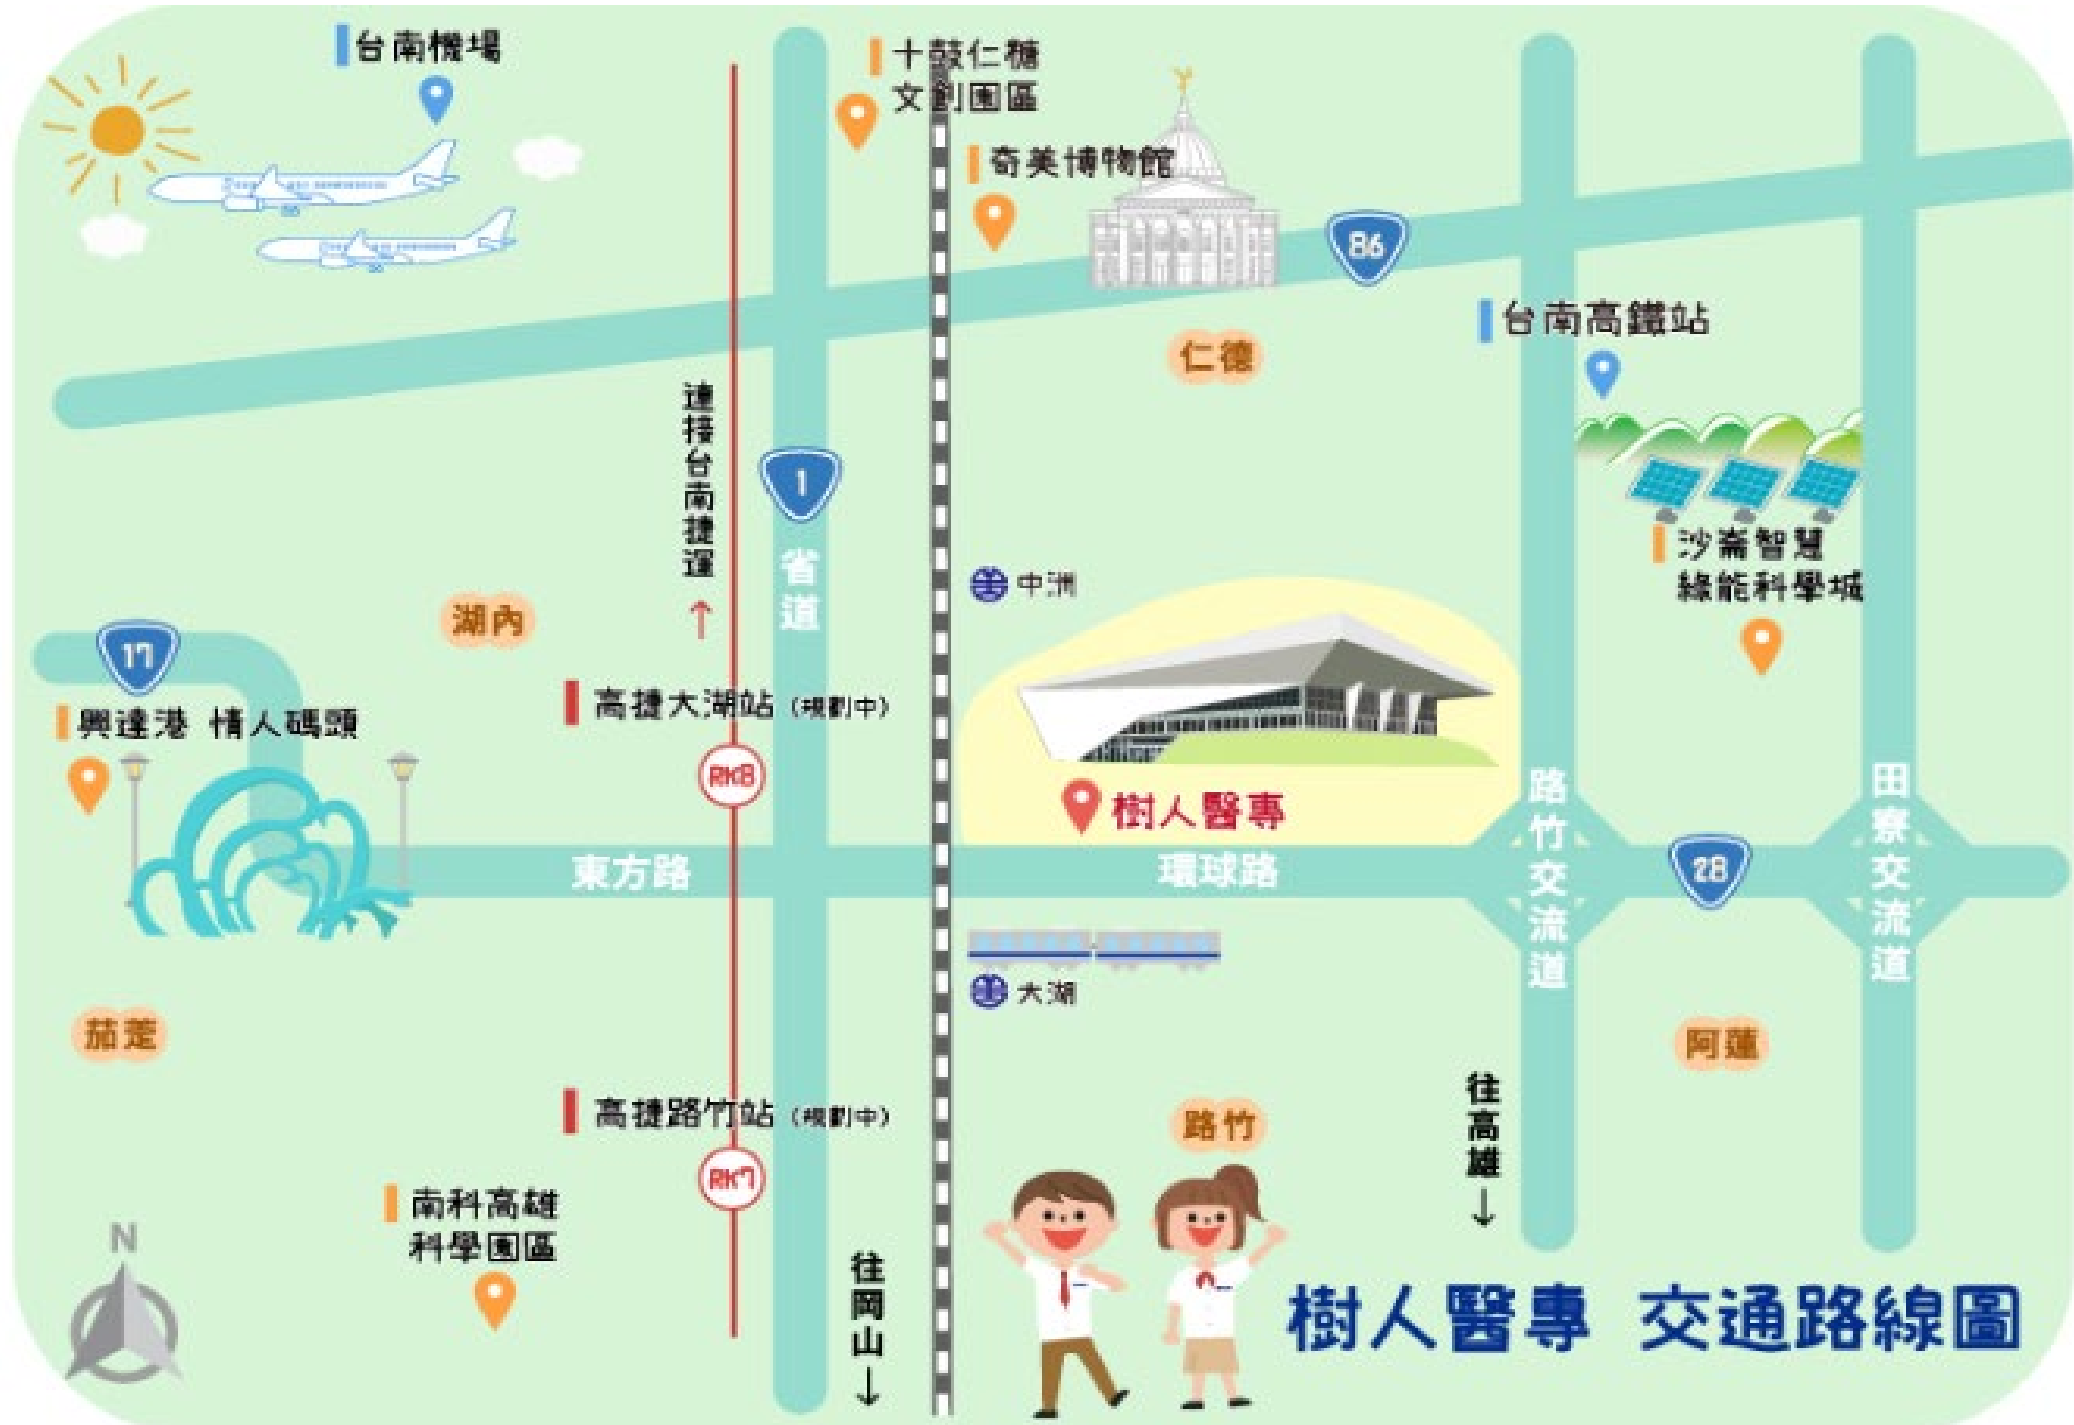 台南機場
十鼓仁糖
文創園區
奇美博物館
86
台南高鐵站
仁德
連接台南捷運
↑
1
省道
沙崙智慧
綠能科學城
中洲
湖內
17
興達港 情人碼頭
高捷大湖站（規劃中）
RK8
樹人醫專
東方路
環球路
路竹交流道
28
田寮交流道
大湖
茄萣
阿蓮
往高雄↓
高捷路竹站（規劃中）
RK7
路竹
南科高雄
科學園區
N
往岡山↓
樹人醫專 交通路線圖